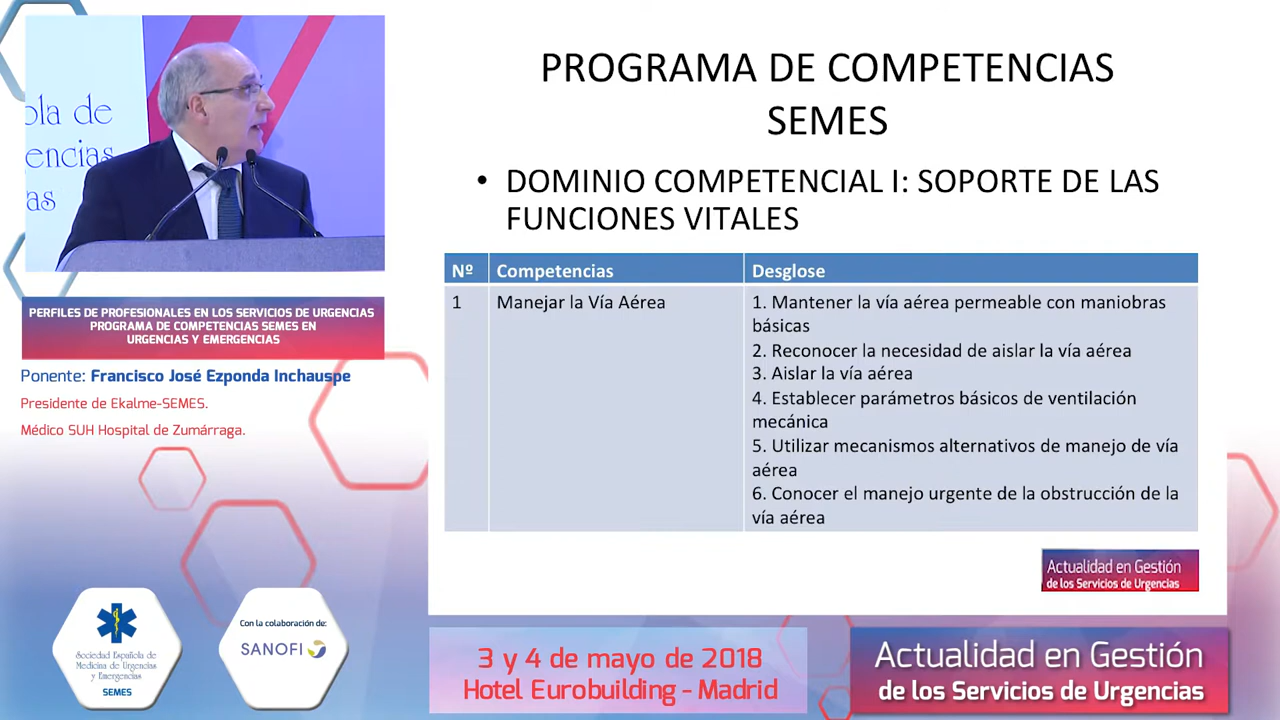 ola de
encias
as
PERFILES DE PROFESIONALES EN LOS SERVICIOS DE URGENCIAS
PROGRAMA DE COMPETENCIAS SEMES EN
URGENCIAS Y EMERGENCIAS
Ponente: Francisco José Ezponda Inchauspe
Presidente de Ekalme-SEMES.
Médico SUH Hospital de Zumárraga.
Sociedad Española de
Medicina de Urgencias
y Emergencias
SEMES
Con la colaboración de:
SANOFI
PROGRAMA DE COMPETENCIAS
SEMES
• DOMINIO COMPETENCIAL I: SOPORTE DE LAS
FUNCIONES VITALES
Nº Competencias Desglose
1 Manejar la Vía Aérea 1. Mantener la vía aérea permeable con maniobras
básicas
2. Reconocer la necesidad de aislar la vía aérea
3. Aislar la vía aérea
4. Establecer parámetros básicos de ventilación
mecánica
5. Utilizar mecanismos alternativos de manejo de vía
aérea
6. Conocer el manejo urgente de la obstrucción de la
vía aérea
Actualidad en Gestión
de los Servicios de Urgencias
3 y 4 de mayo de 2018
Hotel Eurobuilding - Madrid
Actualidad en Gestión
de los Servicios de Urgencias